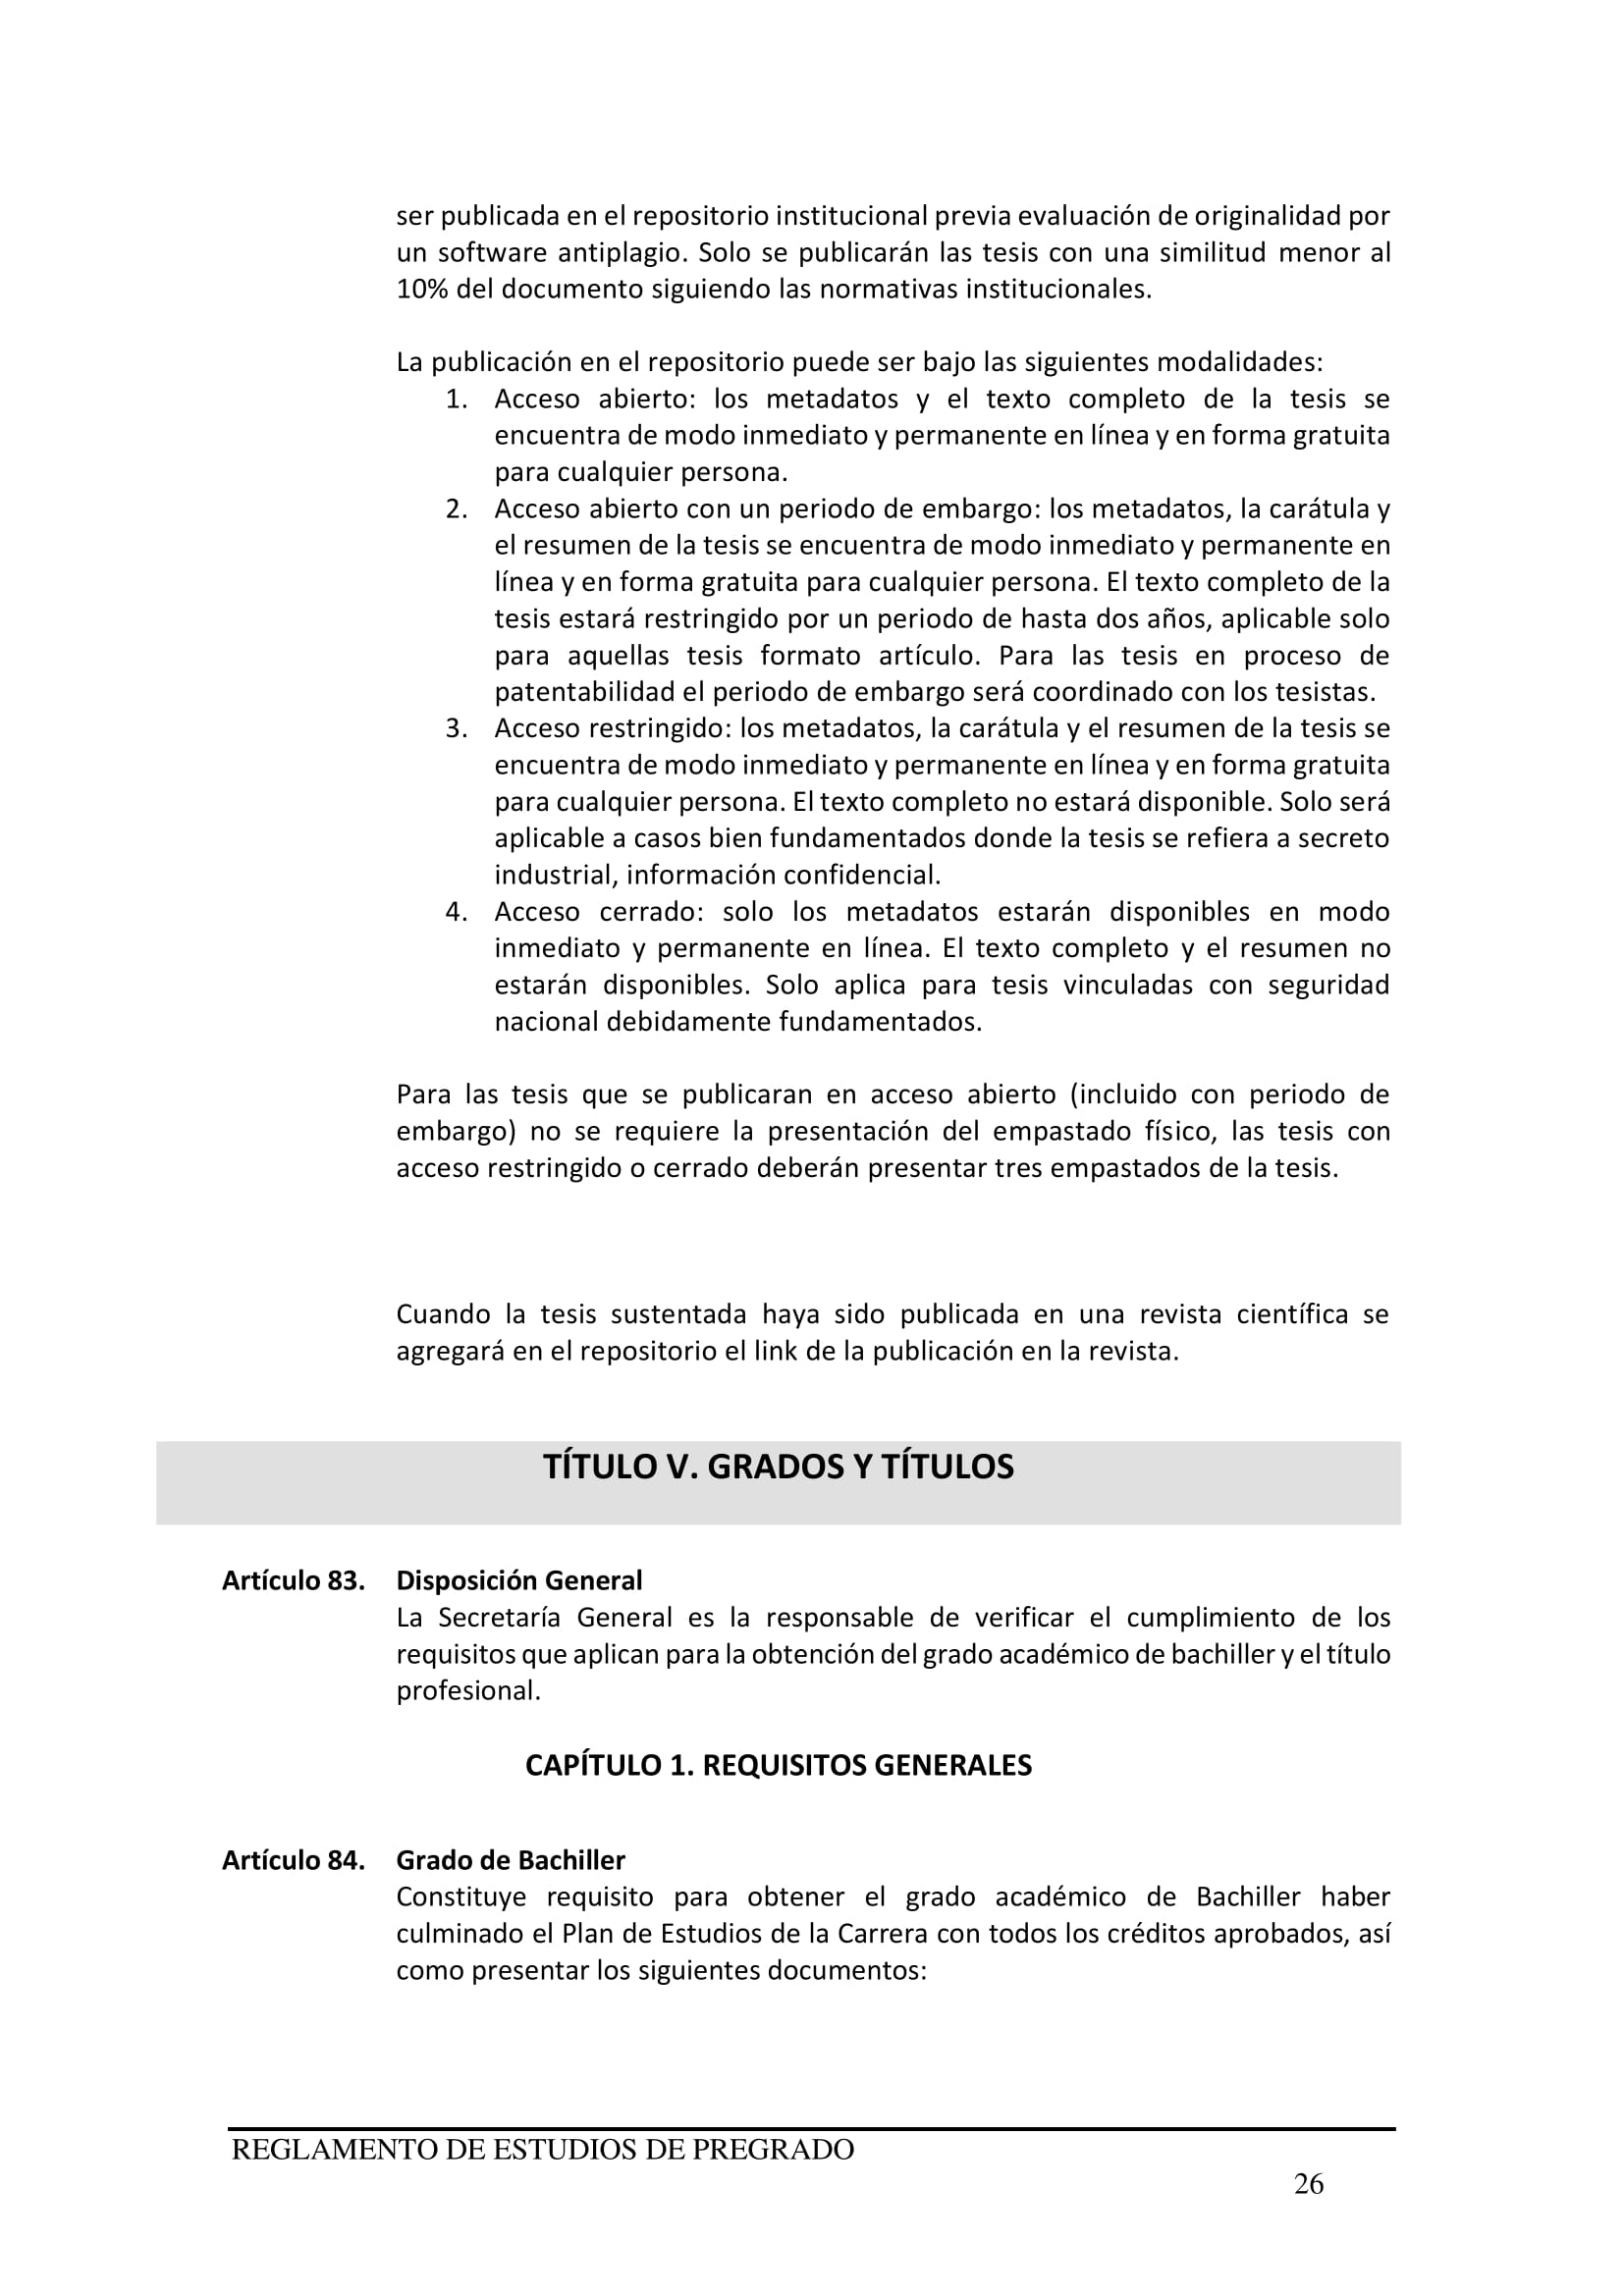 ser publicada en el repositorio institucional previa evaluación de originalidad por
un software antiplagio. Solo se publicarán las tesis con una similitud menor al
10% del documento siguiendo las normativas institucionales.
La publicación en el repositorio puede ser bajo las siguientes modalidades:
1. Acceso abierto: los metadatos y el texto completo de la tesis se
encuentra de modo inmediato y permanente en línea y en forma gratuita
para cualquier persona.
2. Acceso abierto con un periodo de embargo: los metadatos, la carátula y
el resumen de la tesis se encuentra de modo inmediato y permanente en
línea y en forma gratuita para cualquier persona. El texto completo de la
tesis estará restringido por un periodo de hasta dos años, aplicable solo
para aquellas tesis formato artículo. Para las tesis en proceso de
patentabilidad el periodo de embargo será coordinado con los tesistas.
3. Acceso restringido: los metadatos, la carátula y el resumen de la tesis se
encuentra de modo inmediato y permanente en línea y en forma gratuita
para cualquier persona. El texto completo no estará disponible. Solo será
aplicable a casos bien fundamentados donde la tesis se refiera a secreto
industrial, información confidencial.
4. Acceso cerrado: solo los metadatos estarán disponibles en modo
inmediato y permanente en línea. El texto completo y el resumen no
estarán disponibles. Solo aplica para tesis vinculadas con seguridad
nacional debidamente fundamentados.
Para las tesis que se publicaran en acceso abierto (incluido con periodo de
embargo) no se requiere la presentación del empastado físico, las tesis con
acceso restringido o cerrado deberán presentar tres empastados de la tesis.
Cuando la tesis sustentada haya sido publicada en una revista científica se
agregará en el repositorio el link de la publicación en la revista.
TÍTULO V. GRADOS Y TÍTULOS
Artículo 83. Disposición General
La Secretaría General es la responsable de verificar el cumplimiento de los
requisitos que aplican para la obtención del grado académico de bachiller y el título
profesional.
CAPÍTULO 1. REQUISITOS GENERALES
Artículo 84. Grado de Bachiller
Constituye requisito para obtener el grado académico de Bachiller haber
culminado el Plan de Estudios de la Carrera con todos los créditos aprobados, así
como presentar los siguientes documentos:
REGLAMENTO DE ESTUDIOS DE PREGRADO
26